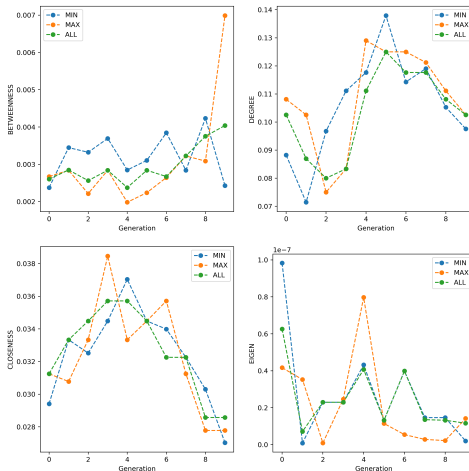 0.007
0.006
0.005
0.004
0.003
0.002
BETWEENNESS
MIN
MAX
ALL
0 2 4 6 8
Generation
0.14
0.13
0.12
0.11
0.10
0.09
0.08
0.07
DEGREE
MIN
MAX
ALL
0 2 4 6 8
Generation
0.038
0.036
0.034
0.032
0.030
0.028
CLOSENESS
MIN
MAX
ALL
0 2 4 6 8
Generation
1e-7
1.0
0.8
0.6
0.4
0.2
0.0
EIGEN
MIN
MAX
ALL
0 2 4 6 8
Generation